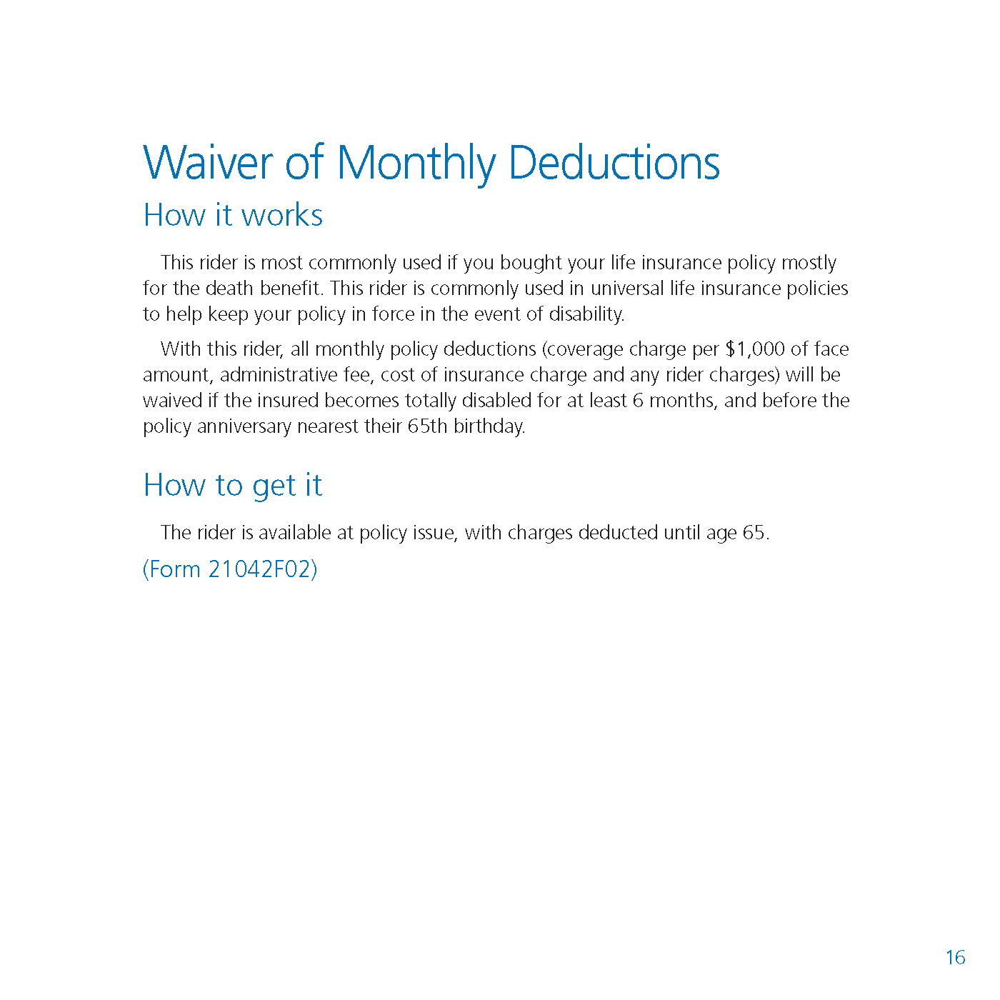 Waiver of Monthly Deductions
How it works
This rider is most commonly used if you bought your life insurance policy mostly
for the death benefit. This rider is commonly used in universal life insurance policies
to help keep your policy in force in the event of disability.
With this rider, all monthly policy deductions (coverage charge per $1,000 of face
amount, administrative fee, cost of insurance charge and any rider charges) will be
waived if the insured becomes totally disabled for at least 6 months, and before the
policy anniversary nearest their 65th birthday.
How to get it
The rider is available at policy issue, with charges deducted until age 65.
(Form 21042F02)
16